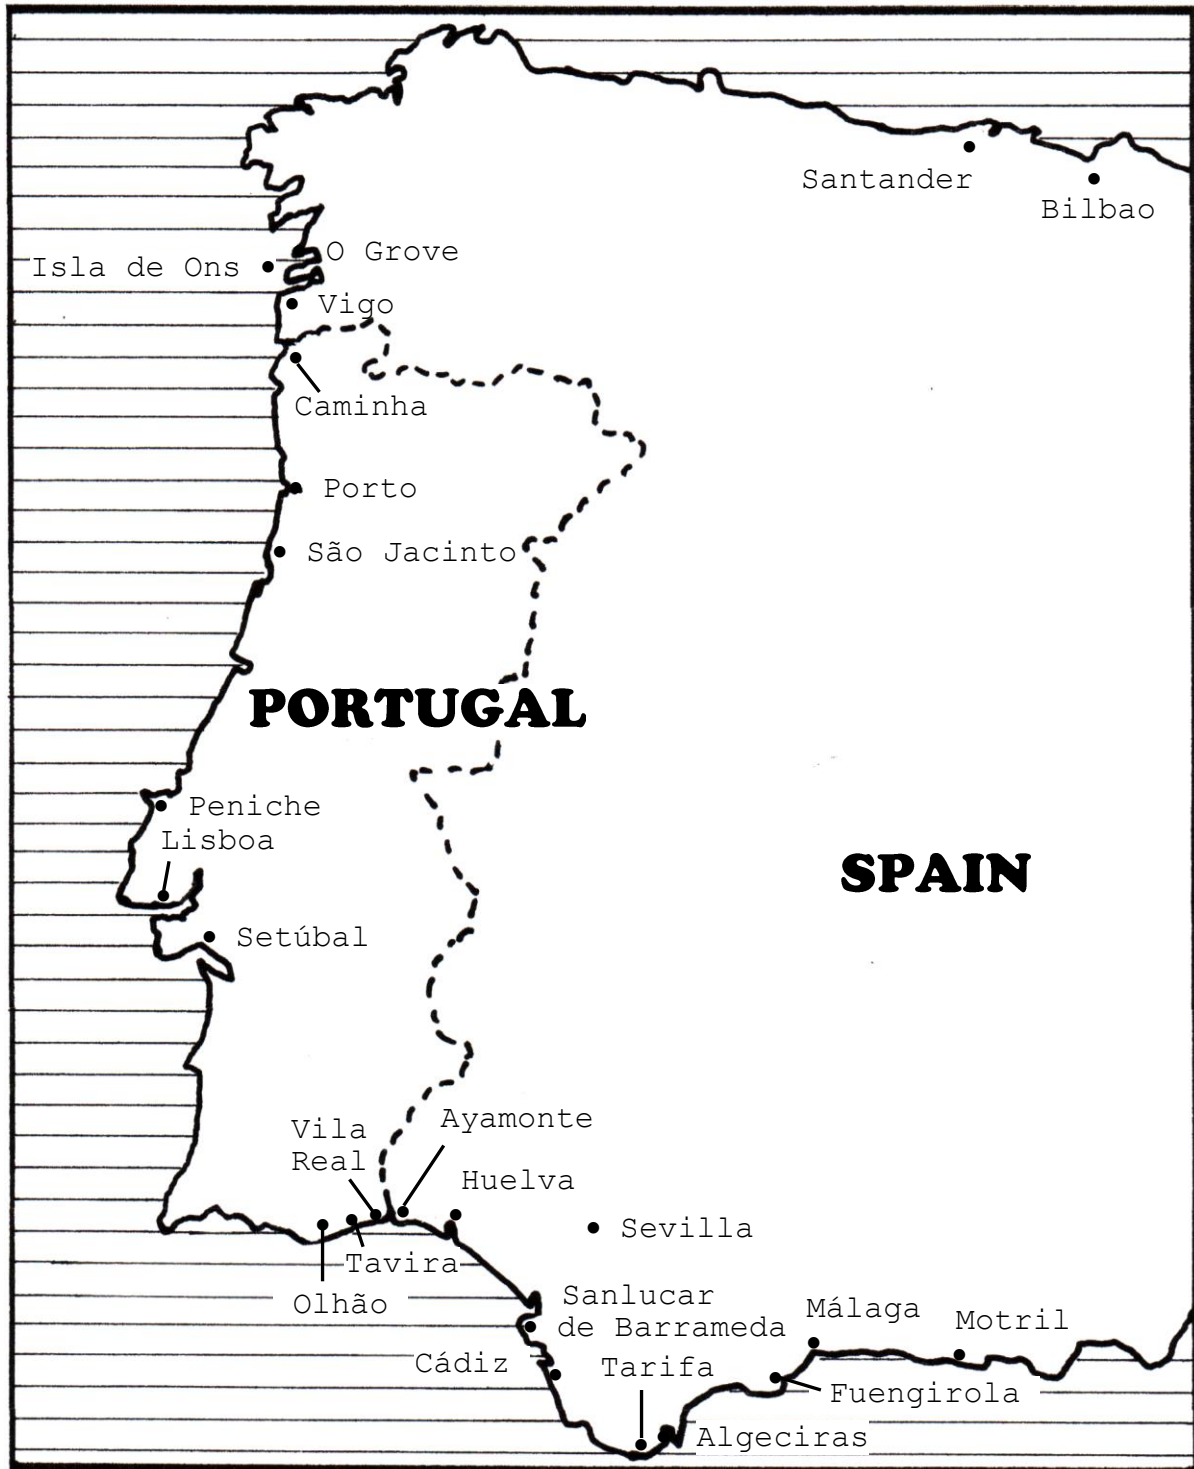 Santander
Bilbao
O Grove
Isla de Ons
Vigo
Caminha
Porto
São Jacinto
PORTUGAL
Peniche
Lisboa
SPAIN
Setúbal
Ayamonte
Vila
Real
Huelva
Sevilla
Tavira
Olhão
Sanlucar
de Barrameda
Málaga
Motril
Cádiz
Tarifa
Fuengirola
Algeciras